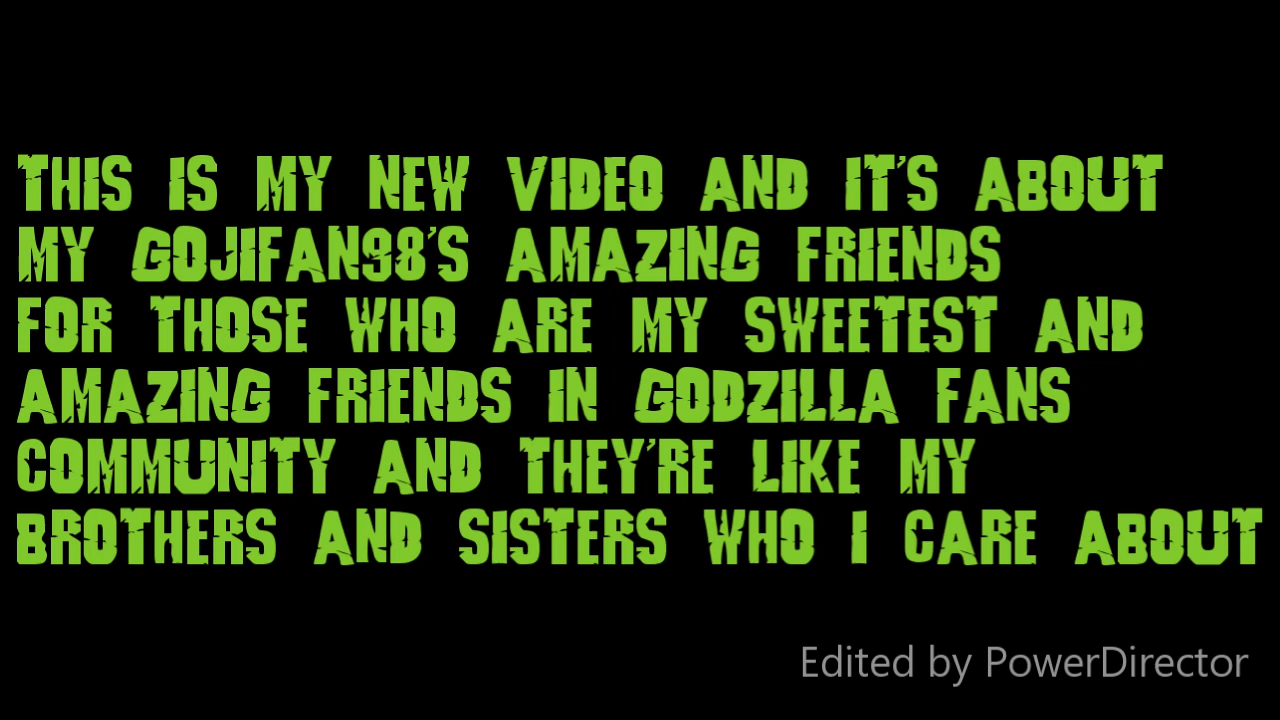 THIS IS MY NEW VIDEO AND IT'S ABOUT
MY GOJIFAN98'S AMAZING FRIENDS
FOR THOSE WHO ARE MY SWEETEST AND
AMAZING FRIENDS IN GODZILLA FANS
COMMUNITY AND THEY'RE LIKE MY
BROTHERS AND SISTERS WHO I CARE ABOUT
Edited by PowerDirector